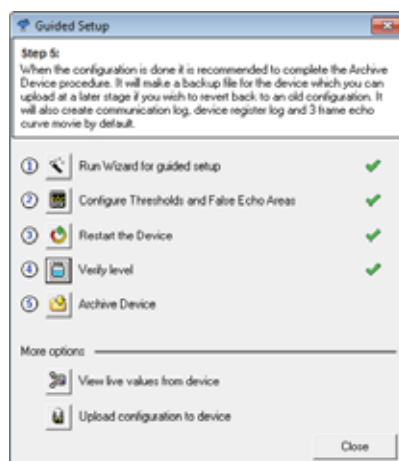 Guided Setup
Step 5:
When the configuration is done it is recommended to complete the Archive
Device procedure. It will make a backup file for the device which you can
upload at a later stage if you wish to revert back to an old configuration. It
will also create communication log, device register log and 3 frame echo
curve movie by default.
1 Run Wizard for guided setup
2 Configure Thresholds and False Echo Areas
3 Restart the Device
4 Verify level
5 Archive Device
More options
View live values from device
Upload configuration to device
Close